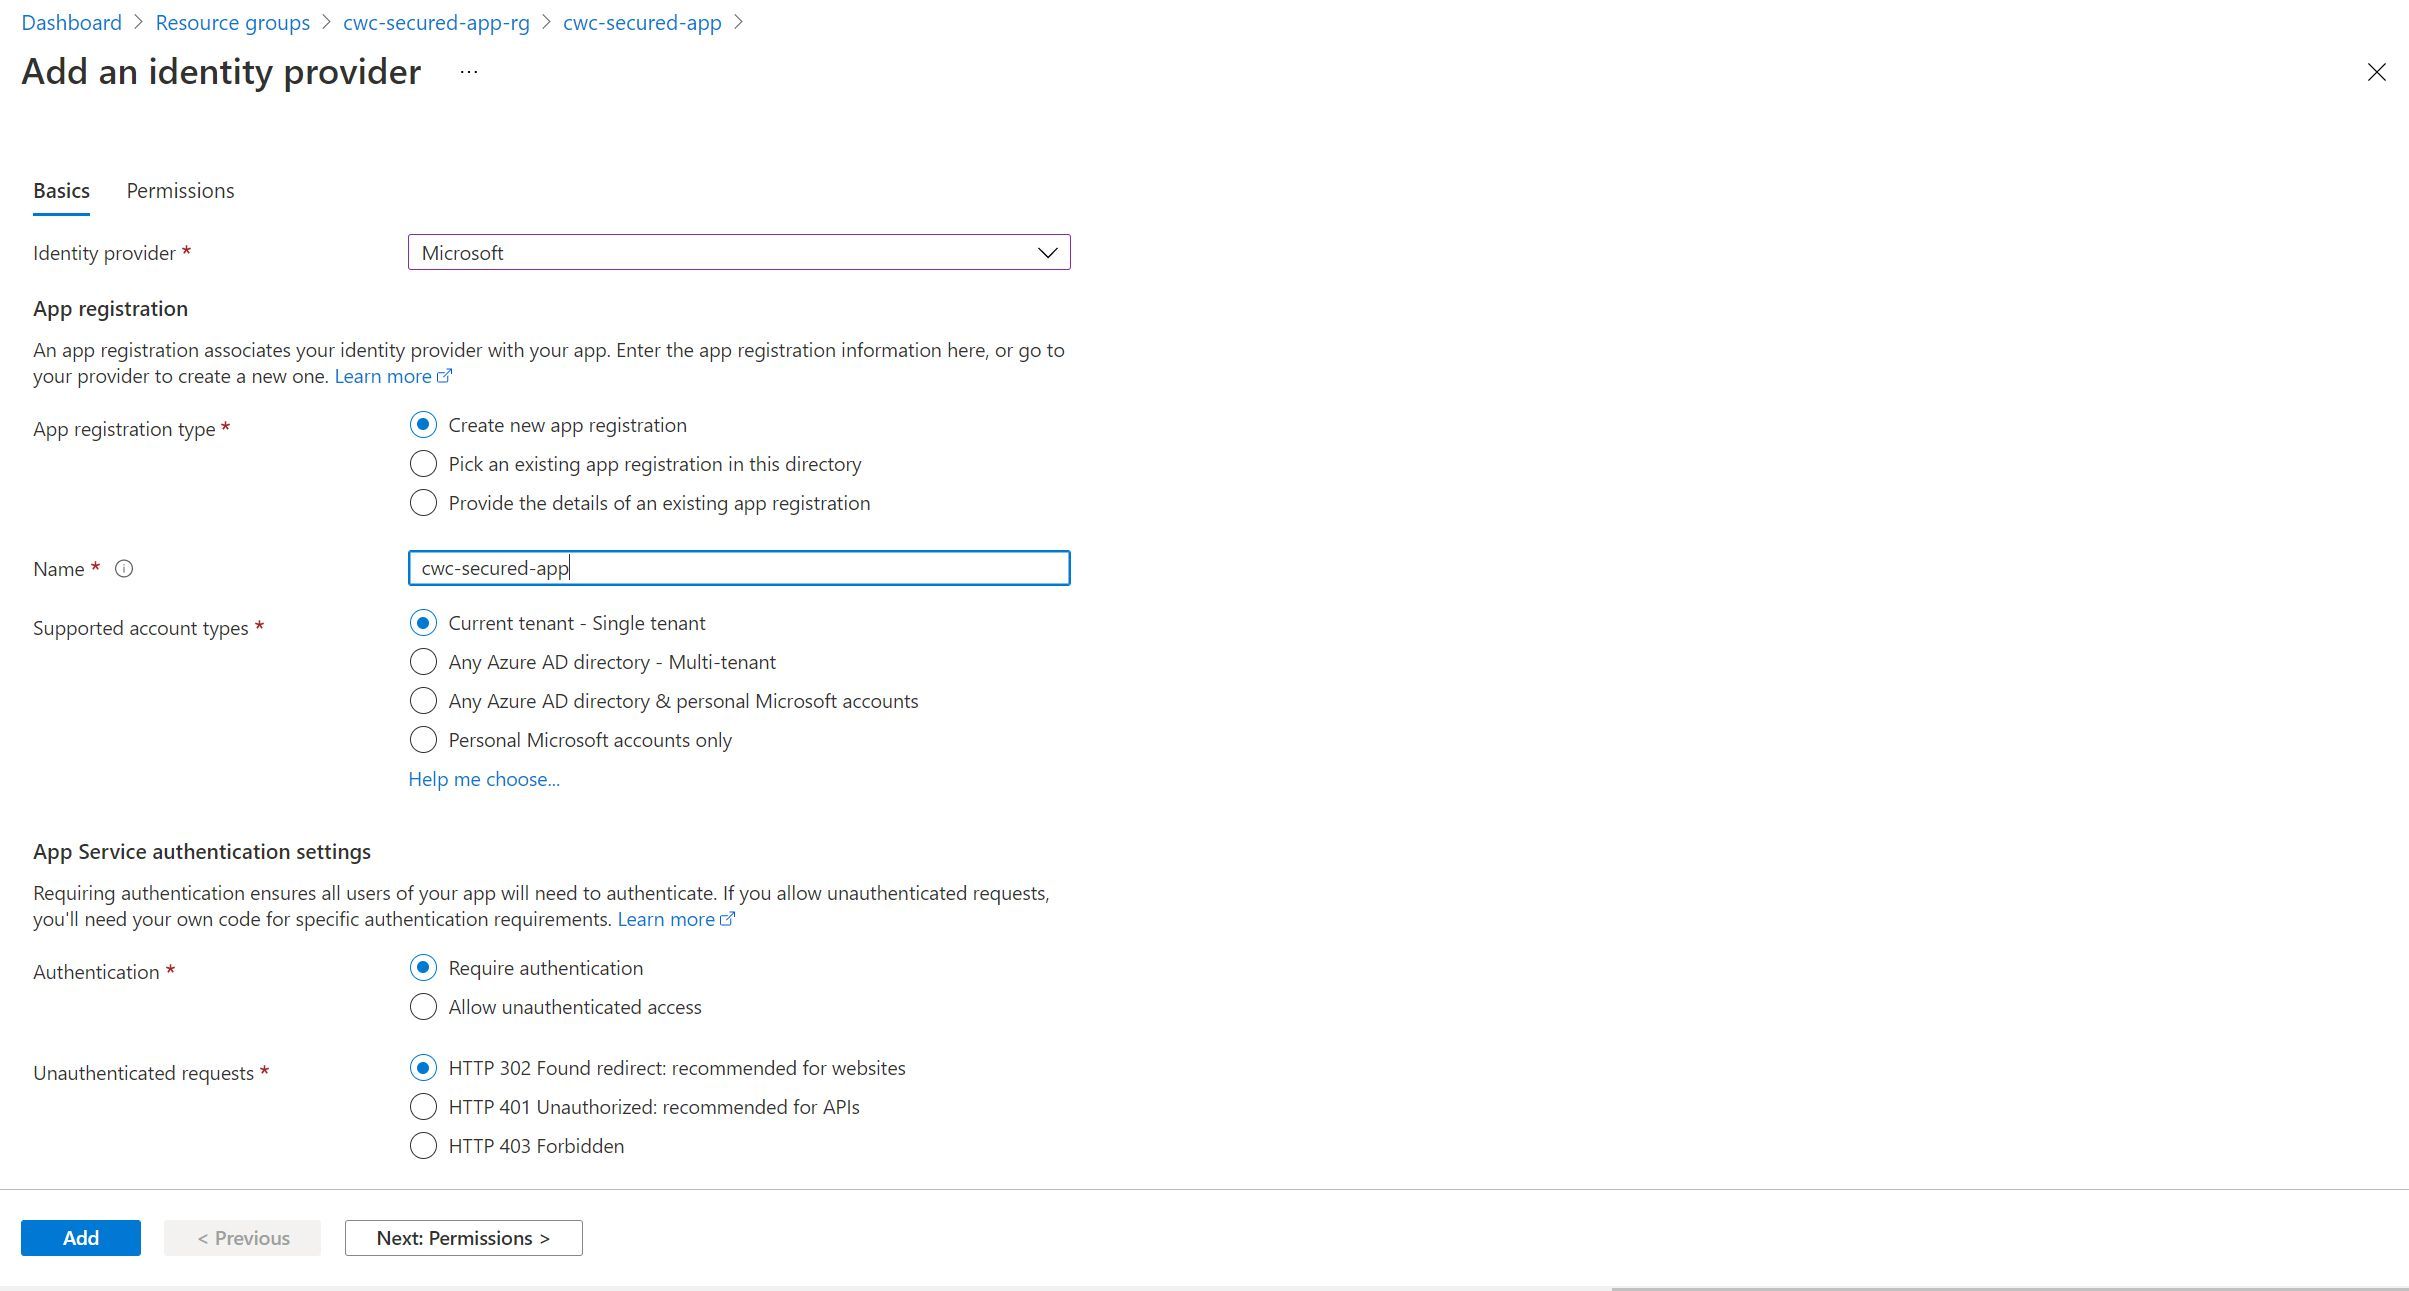 Dashboard > Resource groups > cwc-secured-app-rg > cwc-secured-app >
Add an identity provider ...
Basics Permissions
Identity provider * Microsoft
App registration
An app registration associates your identity provider with your app. Enter the app registration information here, or go to
your provider to create a new one. Learn more
App registration type * Create new app registration
Pick an existing app registration in this directory
Provide the details of an existing app registration
Name * cwc-secured-app
Supported account types * Current tenant - Single tenant
Any Azure AD directory - Multi-tenant
Any Azure AD directory & personal Microsoft accounts
Personal Microsoft accounts only
Help me choose...
App Service authentication settings
Requiring authentication ensures all users of your app will need to authenticate. If you allow unauthenticated requests,
you'll need your own code for specific authentication requirements. Learn more
Authentication * Require authentication
Allow unauthenticated access
Unauthenticated requests * HTTP 302 Found redirect: recommended for websites
HTTP 401 Unauthorized: recommended for APIs
HTTP 403 Forbidden
Add < Previous Next: Permissions >